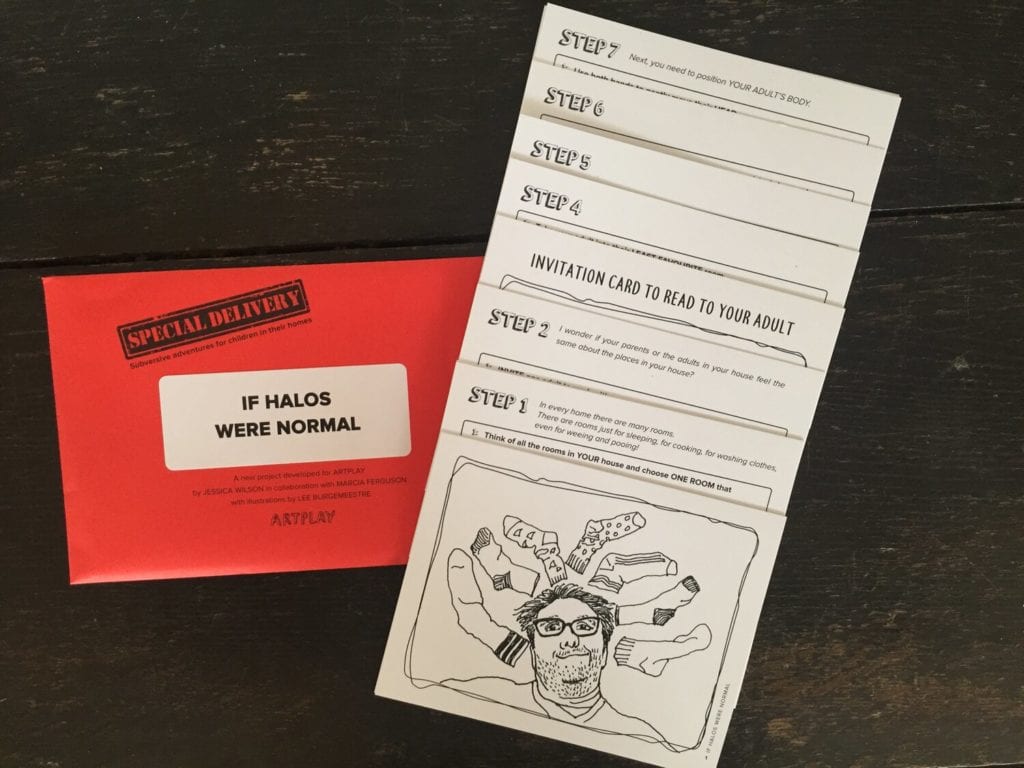 SPECIAL DELIVERY
Subversive adventures for children in their homes
IF HALOS
WERE NORMAL
A new project developed for ARTPLAY
by JESSICA WILSON in collaboration with MARCIA FERGUSON
with illustrations by LEE BURGEMEESTRE
ARTPLAY
STEP 7
Next, you need to position YOUR ADULT'S BODY.
STEP 6
STEP 5
STEP 4
LEAST FAVOURITE
INVITATION CARD TO READ TO YOUR ADULT
STEP 2
I wonder if your parents or the adults in your house feel the
same about the places in your house?
INVITE
STEP 1
In every home there are many rooms.
There are rooms just for sleeping, for cooking, for washing clothes,
even for weeing and pooing!
1: Think of all the rooms in YOUR house and choose ONE ROOM that
IF HALOS WERE NORMAL